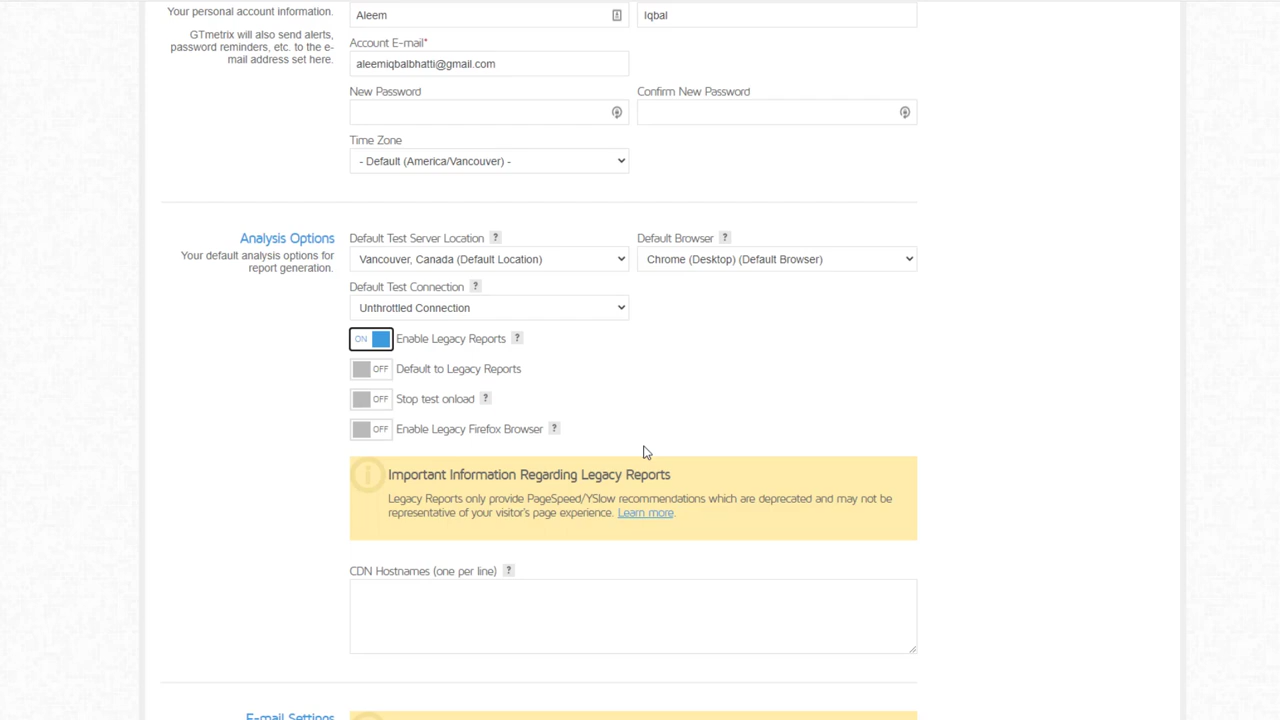 Your personal account information.
Aleem
Iqbal
GTmetrix will also send alerts,
password reminders, etc. to the e-
mail address set here.
Account E-mail*
aleemiqbalbhatti@gmail.com
New Password
Confirm New Password
Time Zone
- Default (America/Vancouver) -
Analysis Options
Your default analysis options for
report generation.
Default Test Server Location ?
Default Browser ?
Vancouver, Canada (Default Location)
Chrome (Desktop) (Default Browser)
Default Test Connection ?
Unthrottled Connection
ON Enable Legacy Reports ?
OFF Default to Legacy Reports
OFF Stop test onload ?
OFF Enable Legacy Firefox Browser ?
Important Information Regarding Legacy Reports
Legacy Reports only provide PageSpeed/YSlow recommendations which are deprecated and may not be
representative of your visitor's page experience. Learn more.
CDN Hostnames (one per line) ?
E-mail Settings